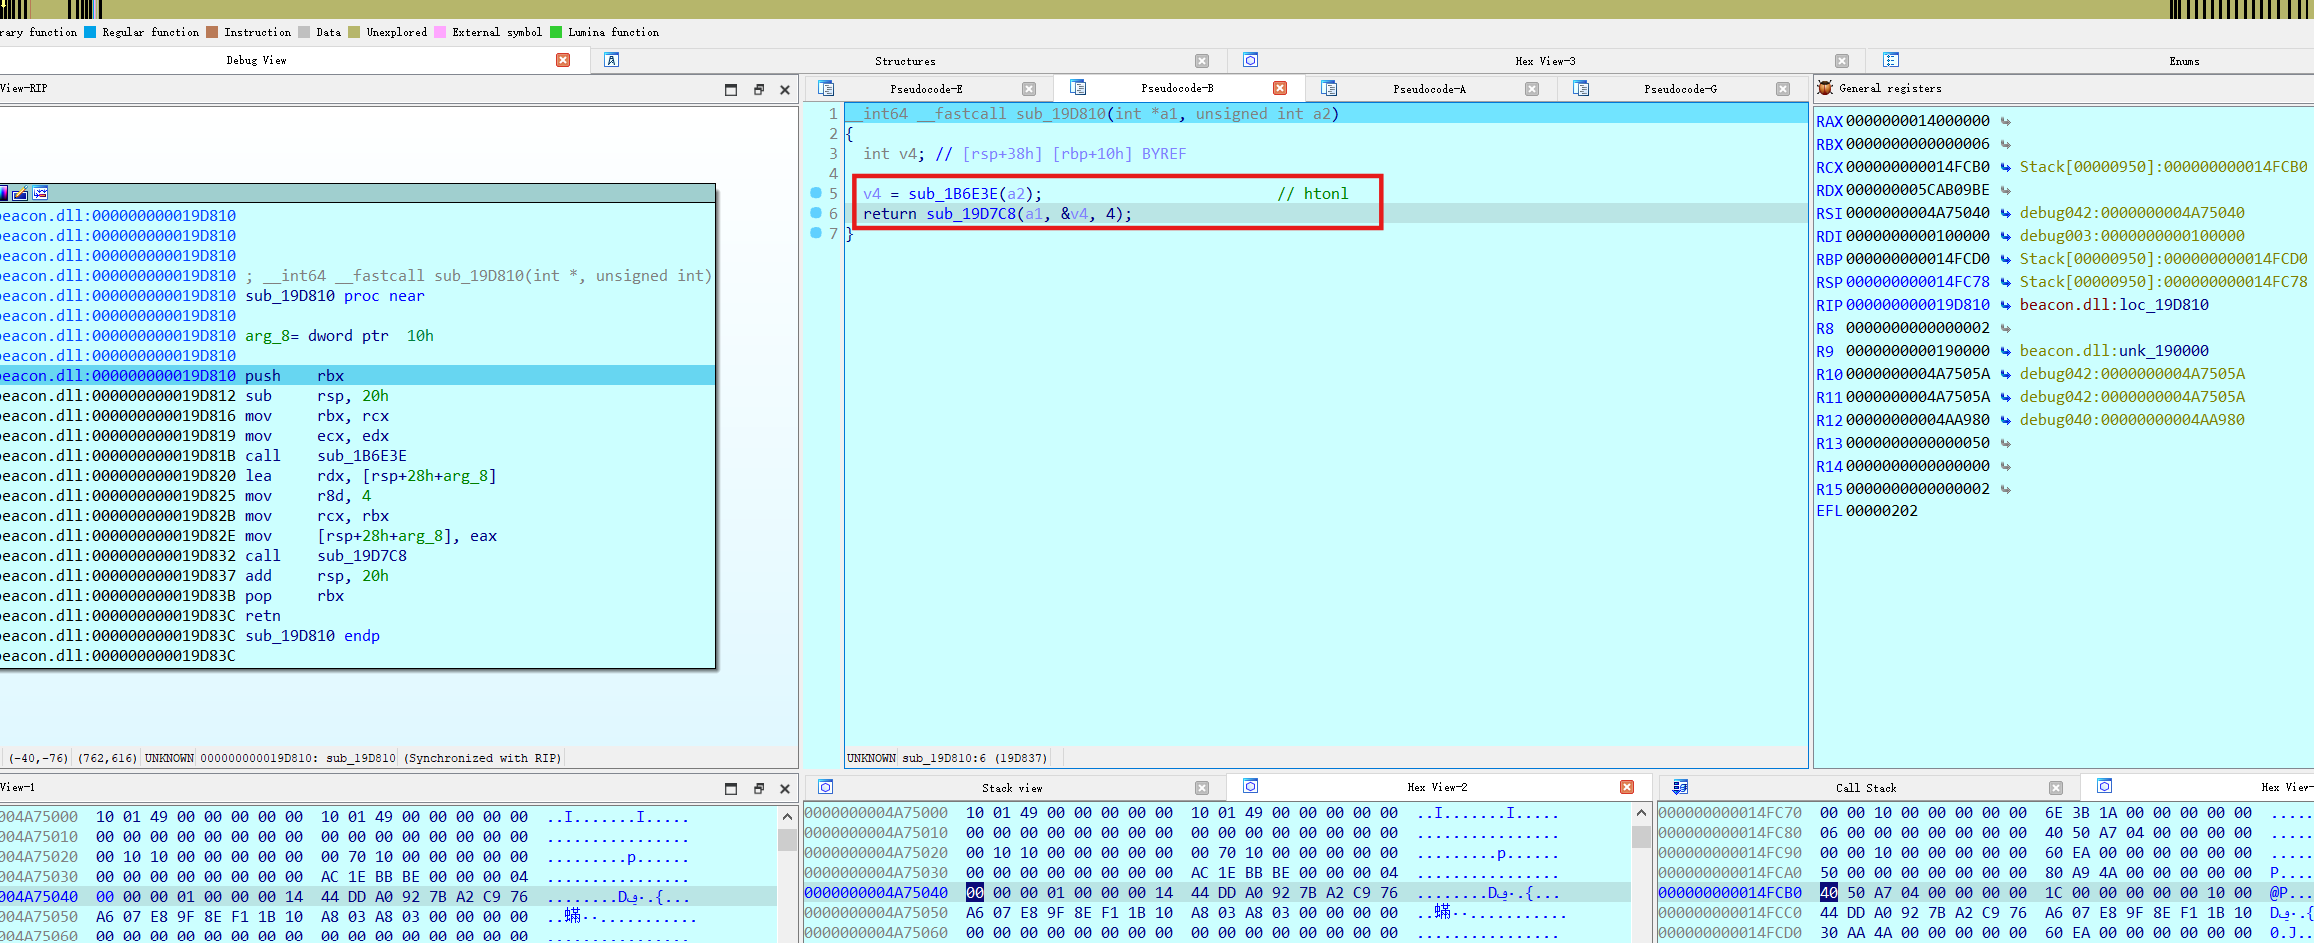 rary function Regular function Instruction Data Unexplored External symbol Lumina function
Debug View Structures Hex View-3 Enums
View-RIP
Pseudocode-E Pseudocode-B Pseudocode-A Pseudocode-G
General registers
beacon.dll:000000000019D810
beacon.dll:000000000019D810
beacon.dll:000000000019D810
beacon.dll:000000000019D810 ; __int64 __fastcall sub_19D810(int *, unsigned int)
beacon.dll:000000000019D810 sub_19D810 proc near
beacon.dll:000000000019D810
beacon.dll:000000000019D810 arg_8= dword ptr  10h
beacon.dll:000000000019D810
beacon.dll:000000000019D810 push    rbx
beacon.dll:000000000019D812 sub     rsp, 20h
beacon.dll:000000000019D816 mov     rbx, rcx
beacon.dll:000000000019D819 mov     ecx, edx
beacon.dll:000000000019D81B call    sub_1B6E3E
beacon.dll:000000000019D820 lea     rdx, [rsp+28h+arg_8]
beacon.dll:000000000019D825 mov     r8d, 4
beacon.dll:000000000019D82B mov     rcx, rbx
beacon.dll:000000000019D82E mov     [rsp+28h+arg_8], eax
beacon.dll:000000000019D832 call    sub_19D7C8
beacon.dll:000000000019D837 add     rsp, 20h
beacon.dll:000000000019D83B pop     rbx
beacon.dll:000000000019D83C retn
beacon.dll:000000000019D83C sub_19D810 endp
beacon.dll:000000000019D83C
(-40,-76) (762,616) UNKNOWN 000000000019D810: sub_19D810 (Synchronized with RIP)
1 __int64 __fastcall sub_19D810(int *a1, unsigned int a2)
2 {
3   int v4; // [rsp+38h] [rbp+10h] BYREF
4
5   v4 = sub_1B6E3E(a2);                          // htonl
6   return sub_19D7C8(a1, &v4, 4);
7 }
UNKNOWN sub_19D810:6 (19D837)
RAX 0000000014000000
RBX 0000000000000006
RCX 000000000014FCB0 Stack[00000950]:000000000014FCB0
RDX 000000005CAB09BE
RSI 0000000004A75040 debug042:0000000004A75040
RDI 0000000000100000 debug003:0000000000100000
RBP 000000000014FCD0 Stack[00000950]:000000000014FCD0
RSP 000000000014FC78 Stack[00000950]:000000000014FC78
RIP 000000000019D810 beacon.dll:loc_19D810
R8 0000000000000002
R9 0000000000190000 beacon.dll:unk_190000
R10 0000000004A7505A debug042:0000000004A7505A
R11 0000000004A7505A debug042:0000000004A7505A
R12 00000000004AA980 debug040:00000000004AA980
R13 0000000000000050
R14 0000000000000000
R15 0000000000000002
EFL 00000202
View-1
004A75000  10 01 49 00 00 00 00 00  10 01 49 00 00 00 00 00  ..I.......I.....
004A75010  00 00 00 00 00 00 00 00  00 00 00 00 00 00 00 00  ................
004A75020  00 10 10 00 00 00 00 00  00 70 10 00 00 00 00 00  .........p......
004A75030  00 00 00 00 00 00 00 00  AC 1E BB BE 00 00 00 04  ................
004A75040  00 00 00 01 00 00 00 14  44 DD A0 92 7B A2 C9 76
004A75050  A6 07 E8 9F 8E F1 1B 10  A8 03 A8 03 00 00 00 00
004A75060  00 00 00 00 00 00 00 00  00 00 00 00 00 00 00 00  ................
Stack view Hex View-2
0000000004A75000  10 01 49 00 00 00 00 00  10 01 49 00 00 00 00 00  ..I.......I.....
0000000004A75010  00 00 00 00 00 00 00 00  00 00 00 00 00 00 00 00  ................
0000000004A75020  00 10 10 00 00 00 00 00  00 70 10 00 00 00 00 00  .........p......
0000000004A75030  00 00 00 00 00 00 00 00  AC 1E BB BE 00 00 00 04  ................
0000000004A75040  00 00 00 01 00 00 00 14  44 DD A0 92 7B A2 C9 76
0000000004A75050  A6 07 E8 9F 8E F1 1B 10  A8 03 A8 03 00 00 00 00
0000000004A75060  00 00 00 00 00 00 00 00  00 00 00 00 00 00 00 00  ................
Call Stack Hex View-
000000000014FC70  00 00 10 00 00 00 00 00  6E 3B 1A 00 00 00 00 00  .....
000000000014FC80  06 00 00 00 00 00 00 00  40 50 A7 04 00 00 00 00  .....
000000000014FC90  00 00 10 00 00 00 00 00  60 EA 00 00 00 00 00 00  .....
000000000014FCA0  50 00 00 00 00 00 00 00  80 A9 4A 00 00 00 00 00  P....
000000000014FCB0  40 50 A7 04 00 00 00 00  1C 00 00 00 00 00 10 00  @P...
000000000014FCC0  44 DD A0 92 7B A2 C9 76  A6 07 E8 9F 8E F1 1B 10
000000000014FCD0  30 AA 4A 00 00 00 00 00  60 EA 00 00 00 00 00 00  0.J..